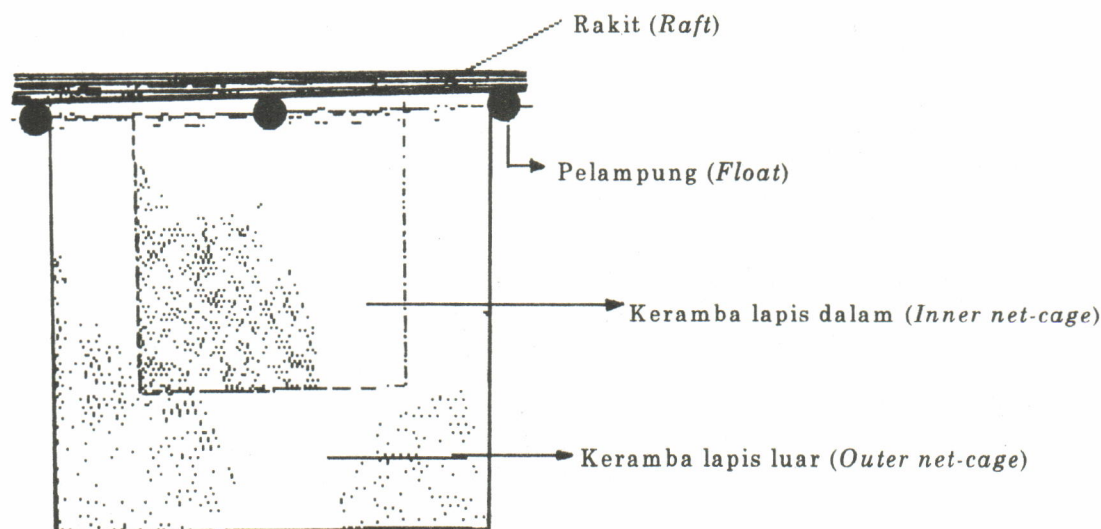 Rakit (Raft)
Pelampung (Float)
Keramba lapis dalam (Inner net-cage)
Keramba lapis luar (Outer net-cage)